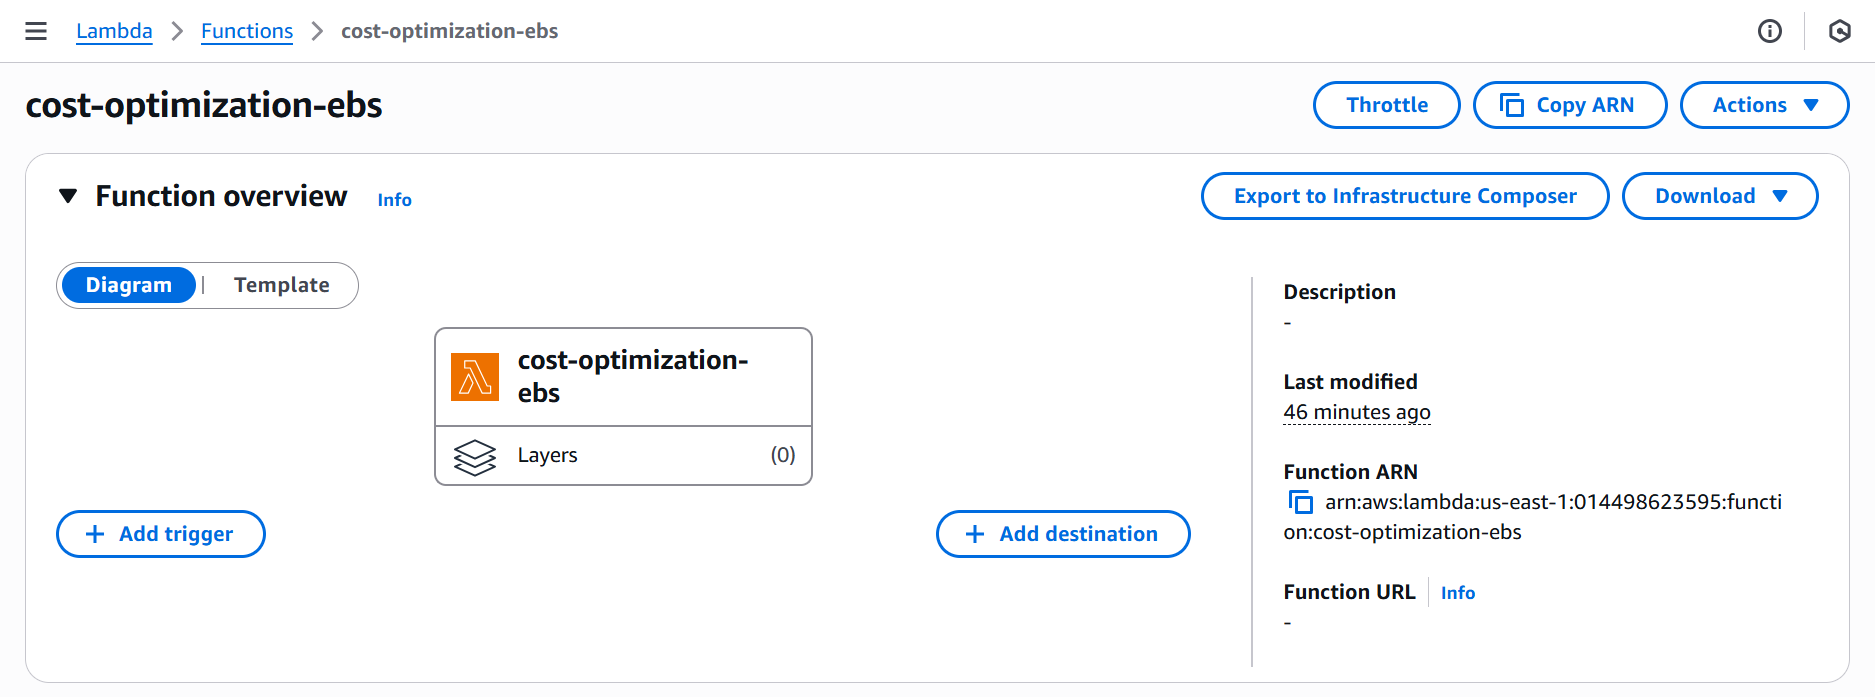 Lambda > Functions > cost-optimization-ebs
cost-optimization-ebs
Throttle
Copy ARN
Actions
Function overview Info
Export to Infrastructure Composer
Download
Diagram | Template
cost-optimization-
ebs
Layers (0)
+ Add trigger
+ Add destination
Description
-
Last modified
46 minutes ago
Function ARN
arn:aws:lambda:us-east-1:014498623595:functi
on:cost-optimization-ebs
Function URL | Info
-